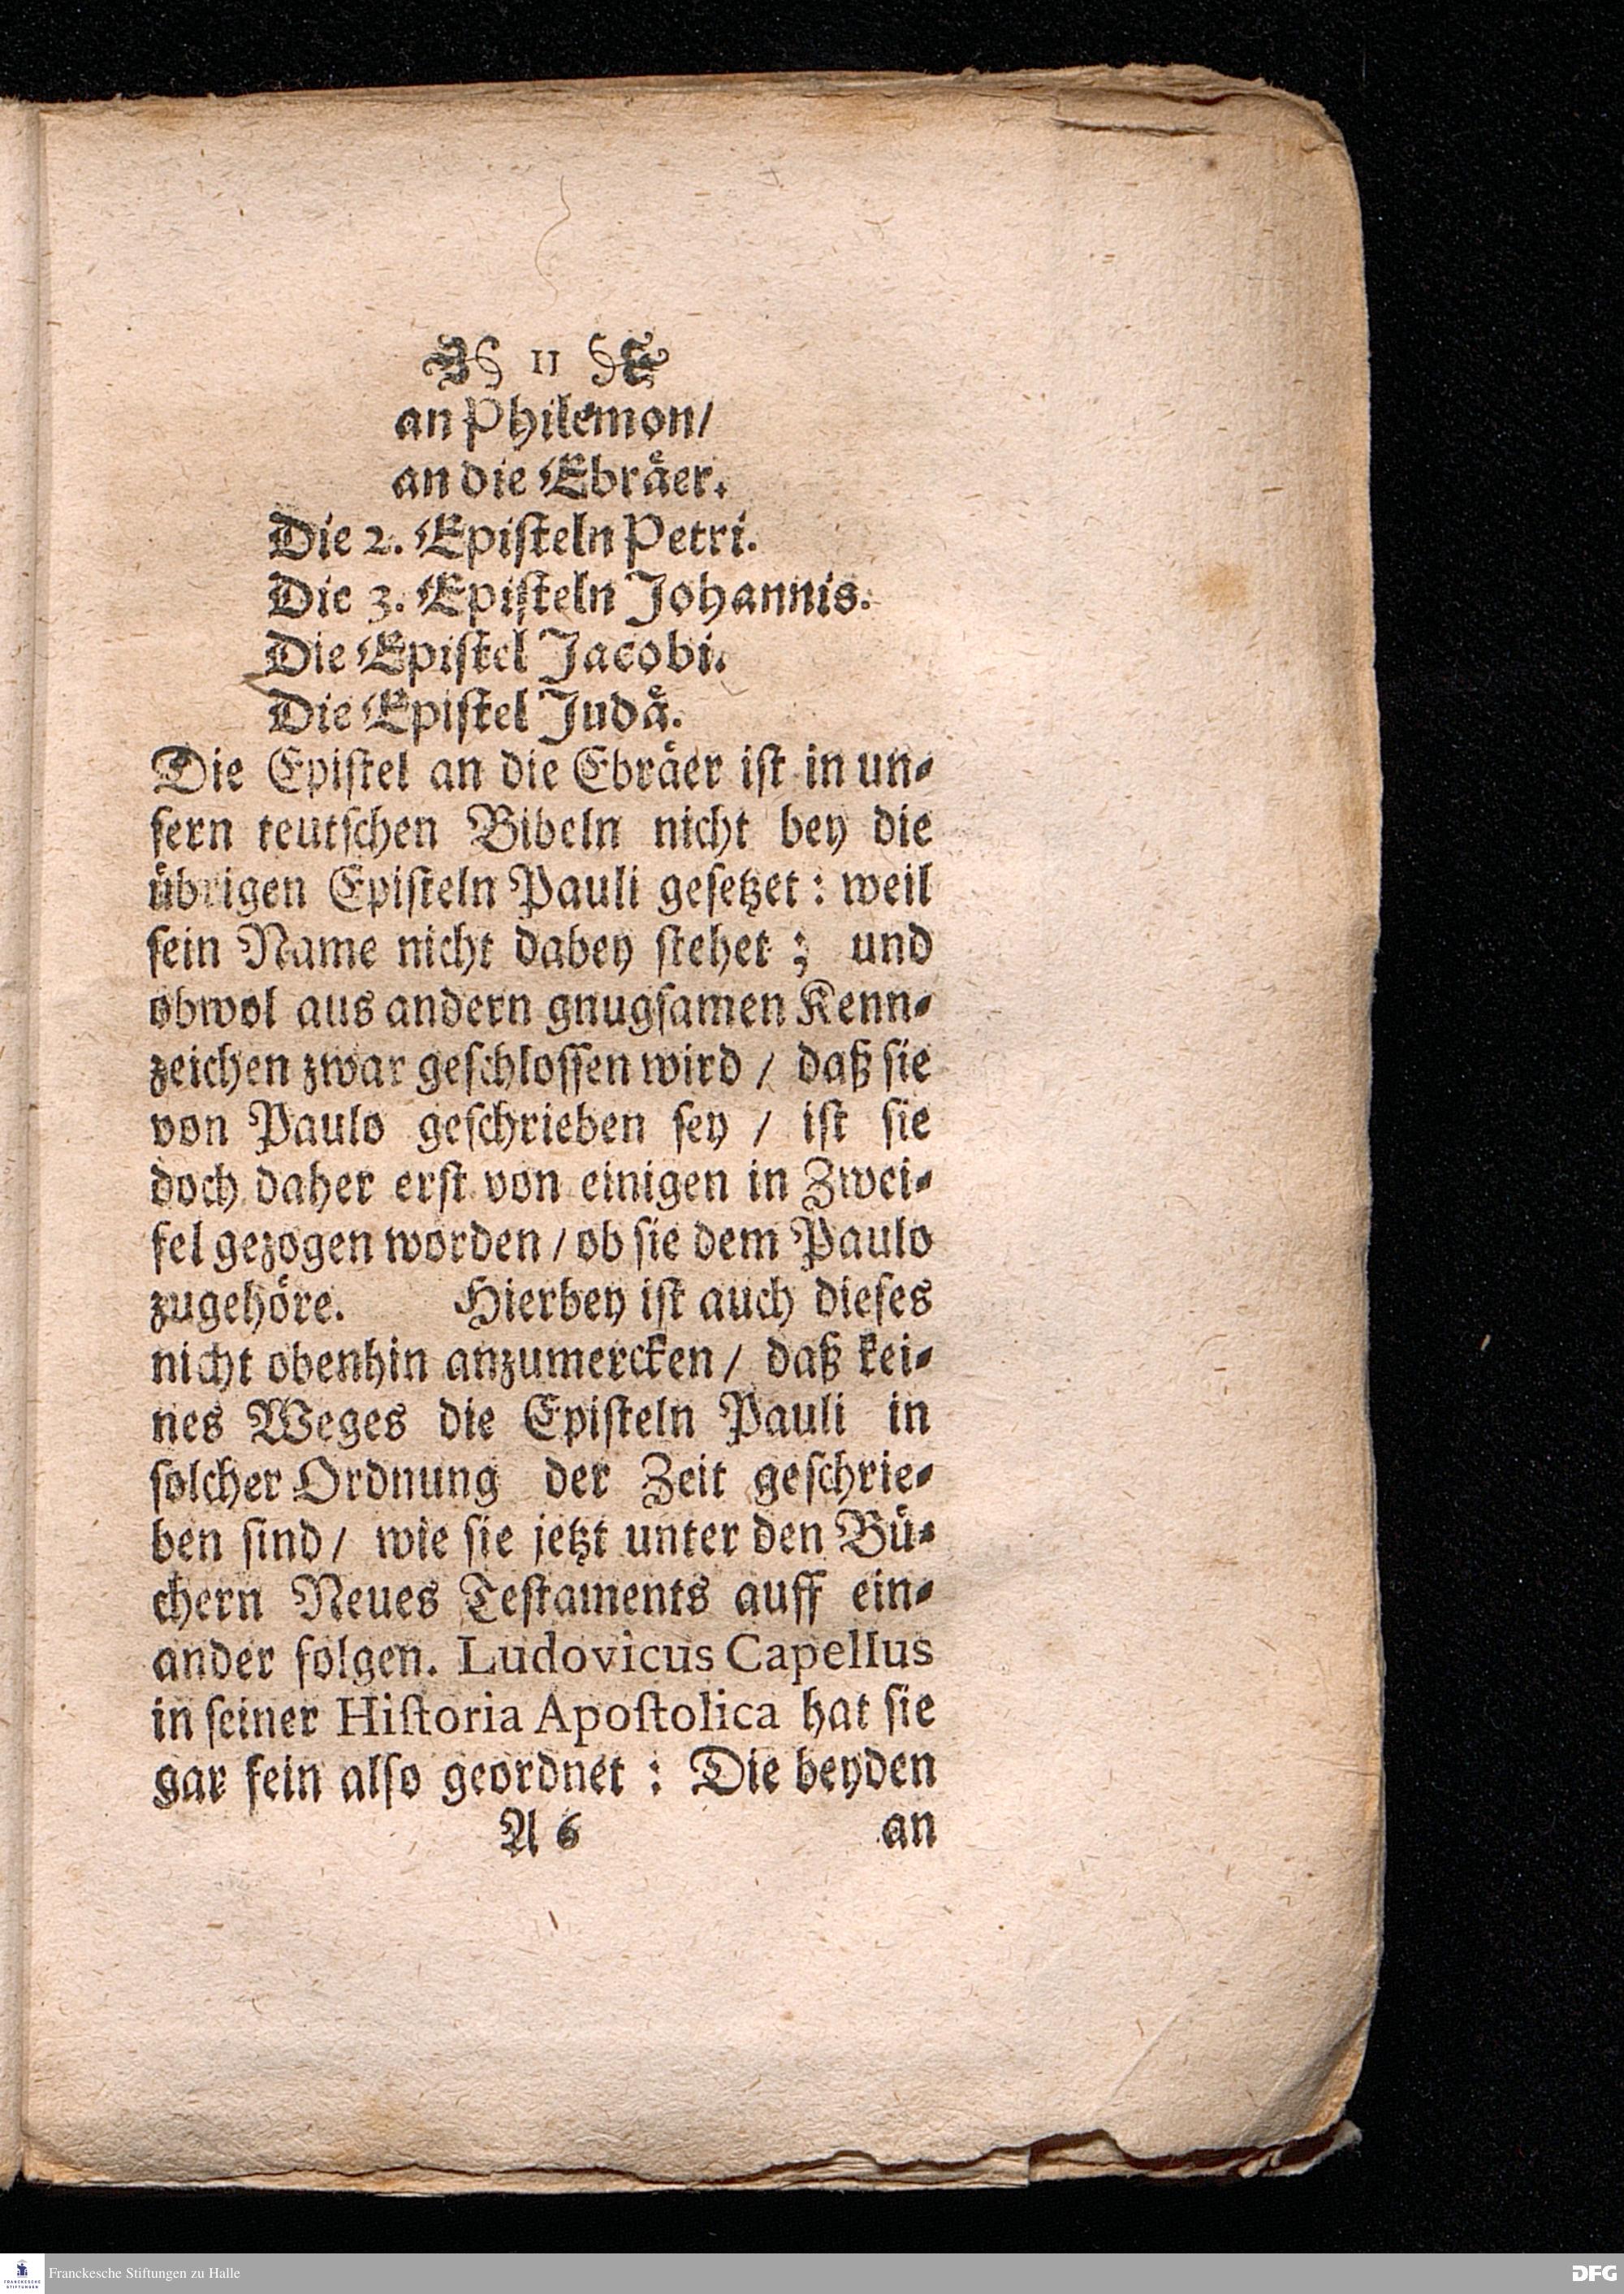 11
an Philemon/
an die Ebräer.
Die 2. Episteln Petri.
Die 3. Episteln Johannis.
Die Epistel Jacobi.
Die Epistel Judä.
Die Epistel an die Ebräer ist in un-
sern teutschen Bibeln nicht bey die
übrigen Episteln Pauli gesetzet: weil
sein Name nicht dabey stehet; und
obwol aus andern gnugsamen Kenn-
zeichen zwar geschlossen wird / daß sie
von Paulo geschrieben sey / ist sie
doch daher erst von einigen in Zwei-
fel gezogen worden / ob sie dem Paulo
zugehöre. Hierbey ist auch dieses
nicht obenhin anzumercken / daß kei-
nes Weges die Episteln Pauli in
solcher Ordnung der Zeit geschrie-
ben sind / wie sie jetzt unter den Bü-
chern Neues Testaments auff ein-
ander folgen. Ludovicus Capellus
in seiner Historia Apostolica hat sie
gar fein also geordnet: Die beyden
A 6 an
Franckesche Stiftungen zu Halle
DFG